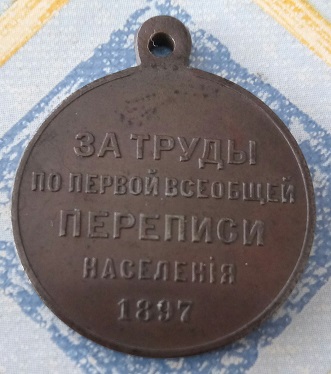 ЗА ТРУДЫ
ПО ПЕРВОЙ ВСЕОБЩЕЙ
ПЕРЕПИСИ
НАСЕЛЕНІЯ
1897